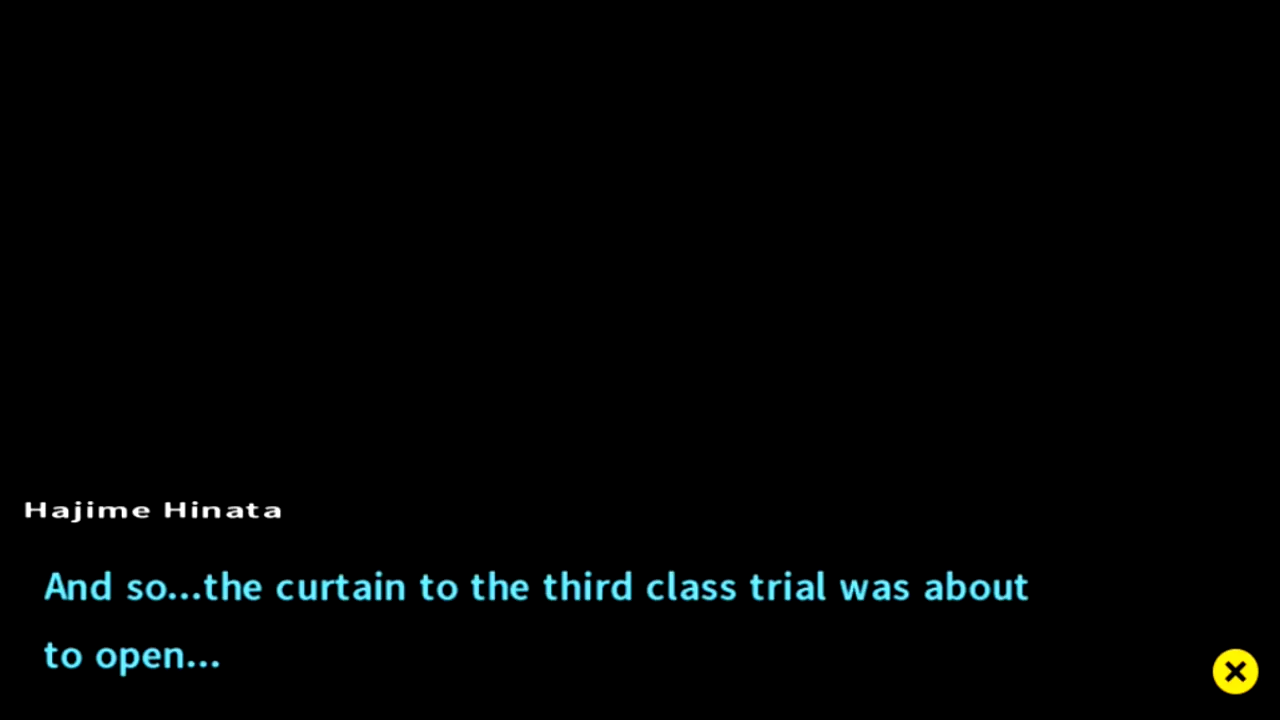 Hajime Hinata
And so...the curtain to the third class trial was about
to open...